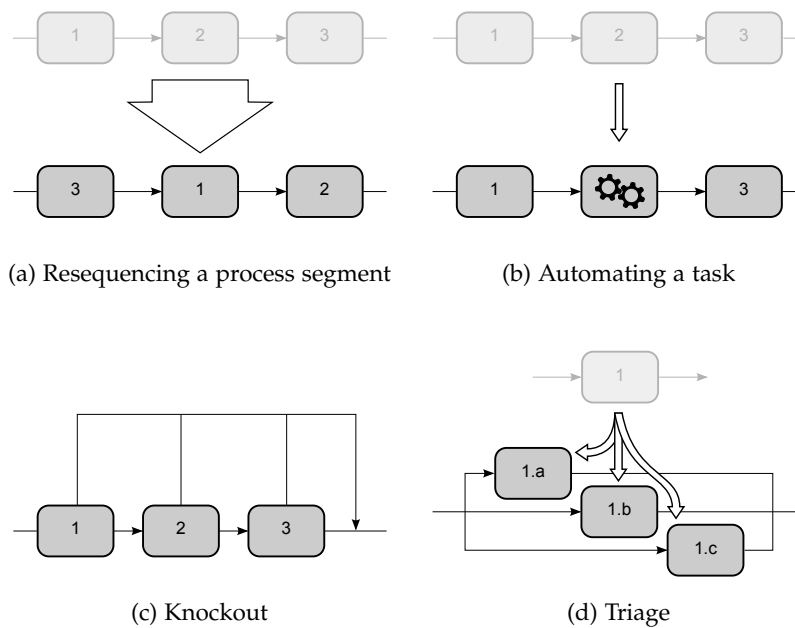 1 2 3
1 2 3
3 1 2
1 3
(a) Resequencing a process segment
(b) Automating a task
1
1.a
1.b
1.c
1 2 3
(c) Knockout
(d) Triage